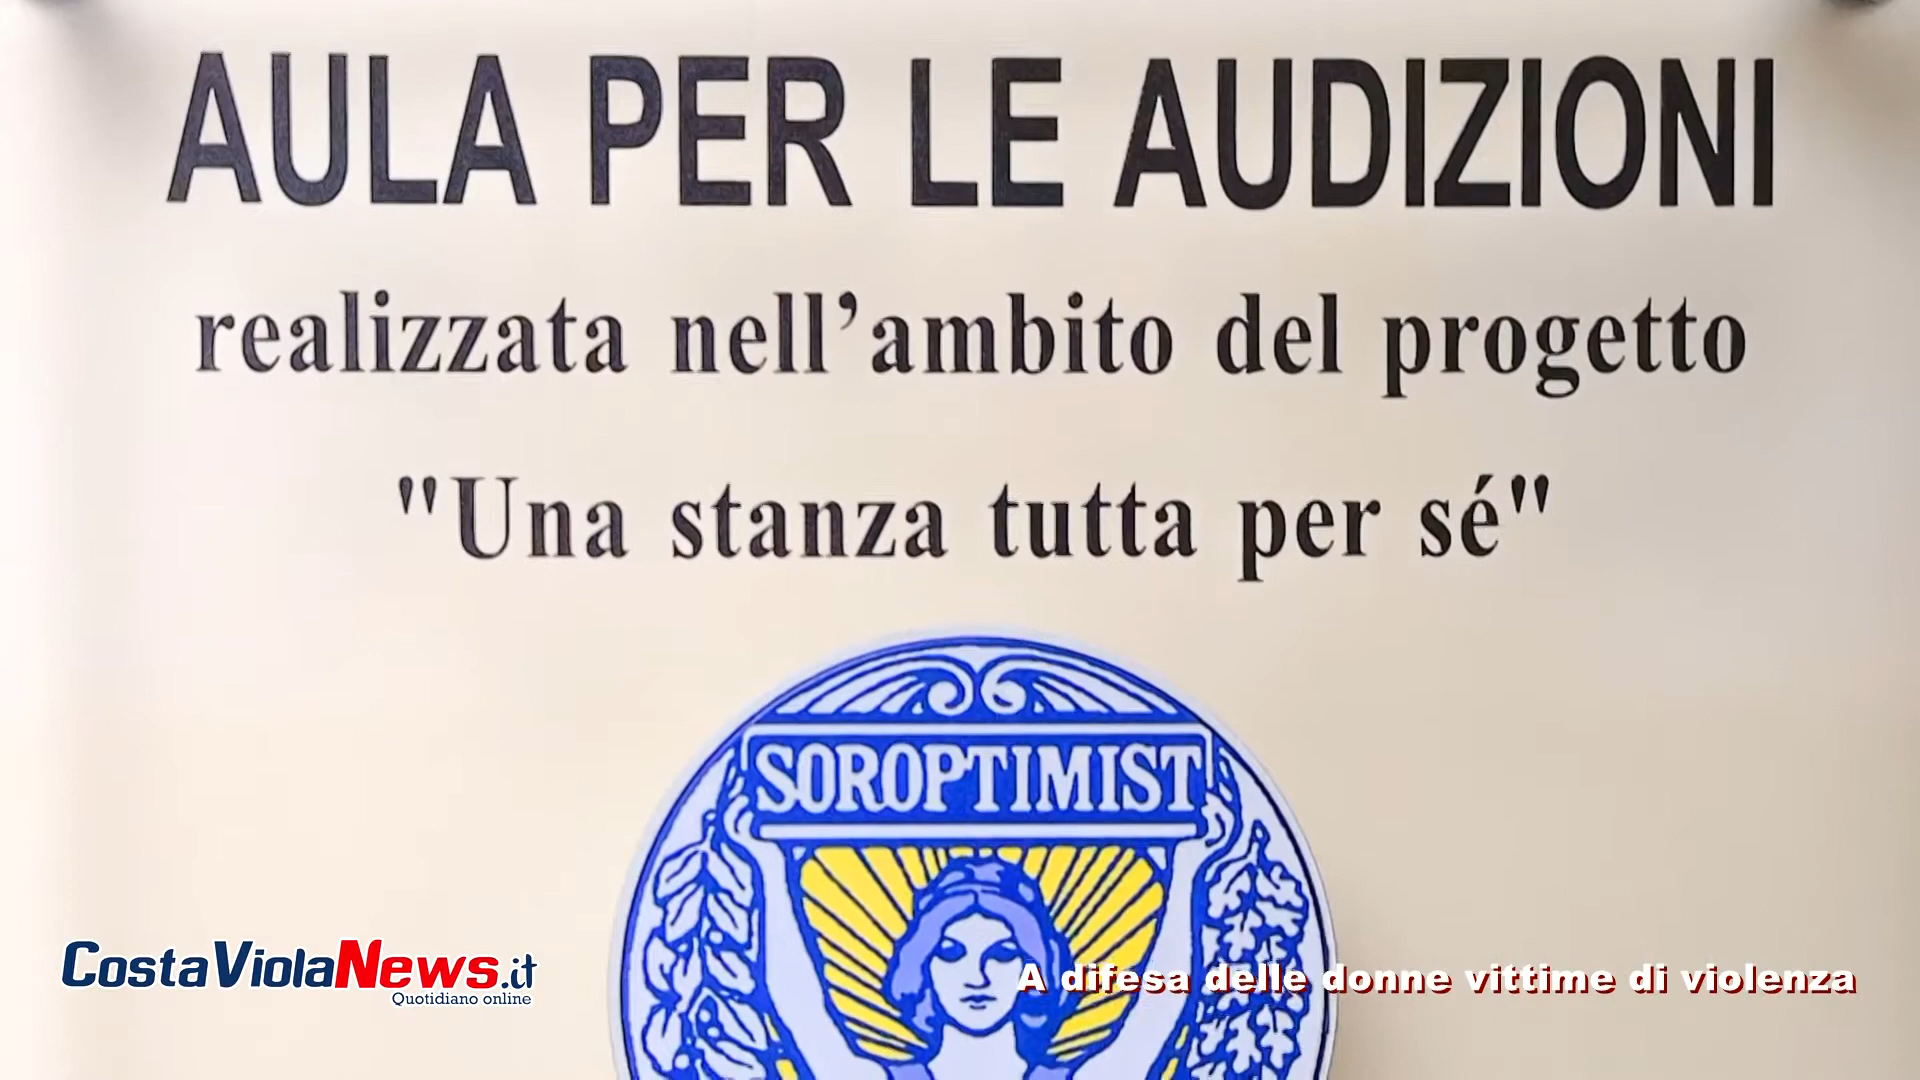 AULA PER LE AUDIZIONI
realizzata nell’ambito del progetto
"Una stanza tutta per sé"
SOROPTIMIST
CostaViolaNews.it
Quotidiano online
A difesa delle donne vittime di violenza